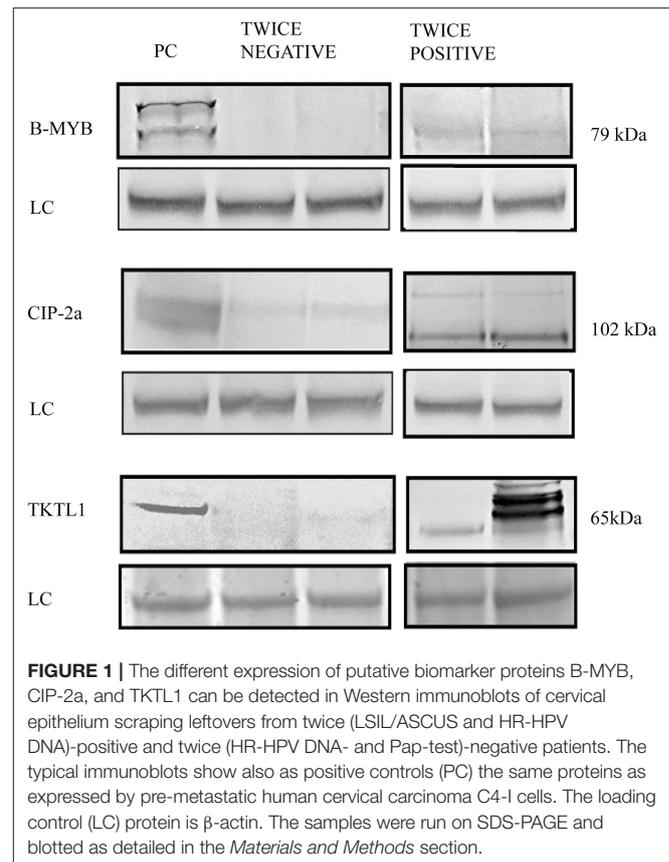 PC
TWICE
NEGATIVE
TWICE
POSITIVE
B-MYB
79 kDa
LC
CIP-2a
102 kDa
LC
TKTL1
65kDa
LC
FIGURE 1 | The different expression of putative biomarker proteins B-MYB,
CIP-2a, and TKTL1 can be detected in Western immunoblots of cervical
epithelium scraping leftovers from twice (LSIL/ASCUS and HR-HPV
DNA)-positive and twice (HR-HPV DNA- and Pap-test)-negative patients. The
typical immunoblots show also as positive controls (PC) the same proteins as
expressed by pre-metastatic human cervical carcinoma C4-I cells. The loading
control (LC) protein is β-actin. The samples were run on SDS-PAGE and
blotted as detailed in the Materials and Methods section.